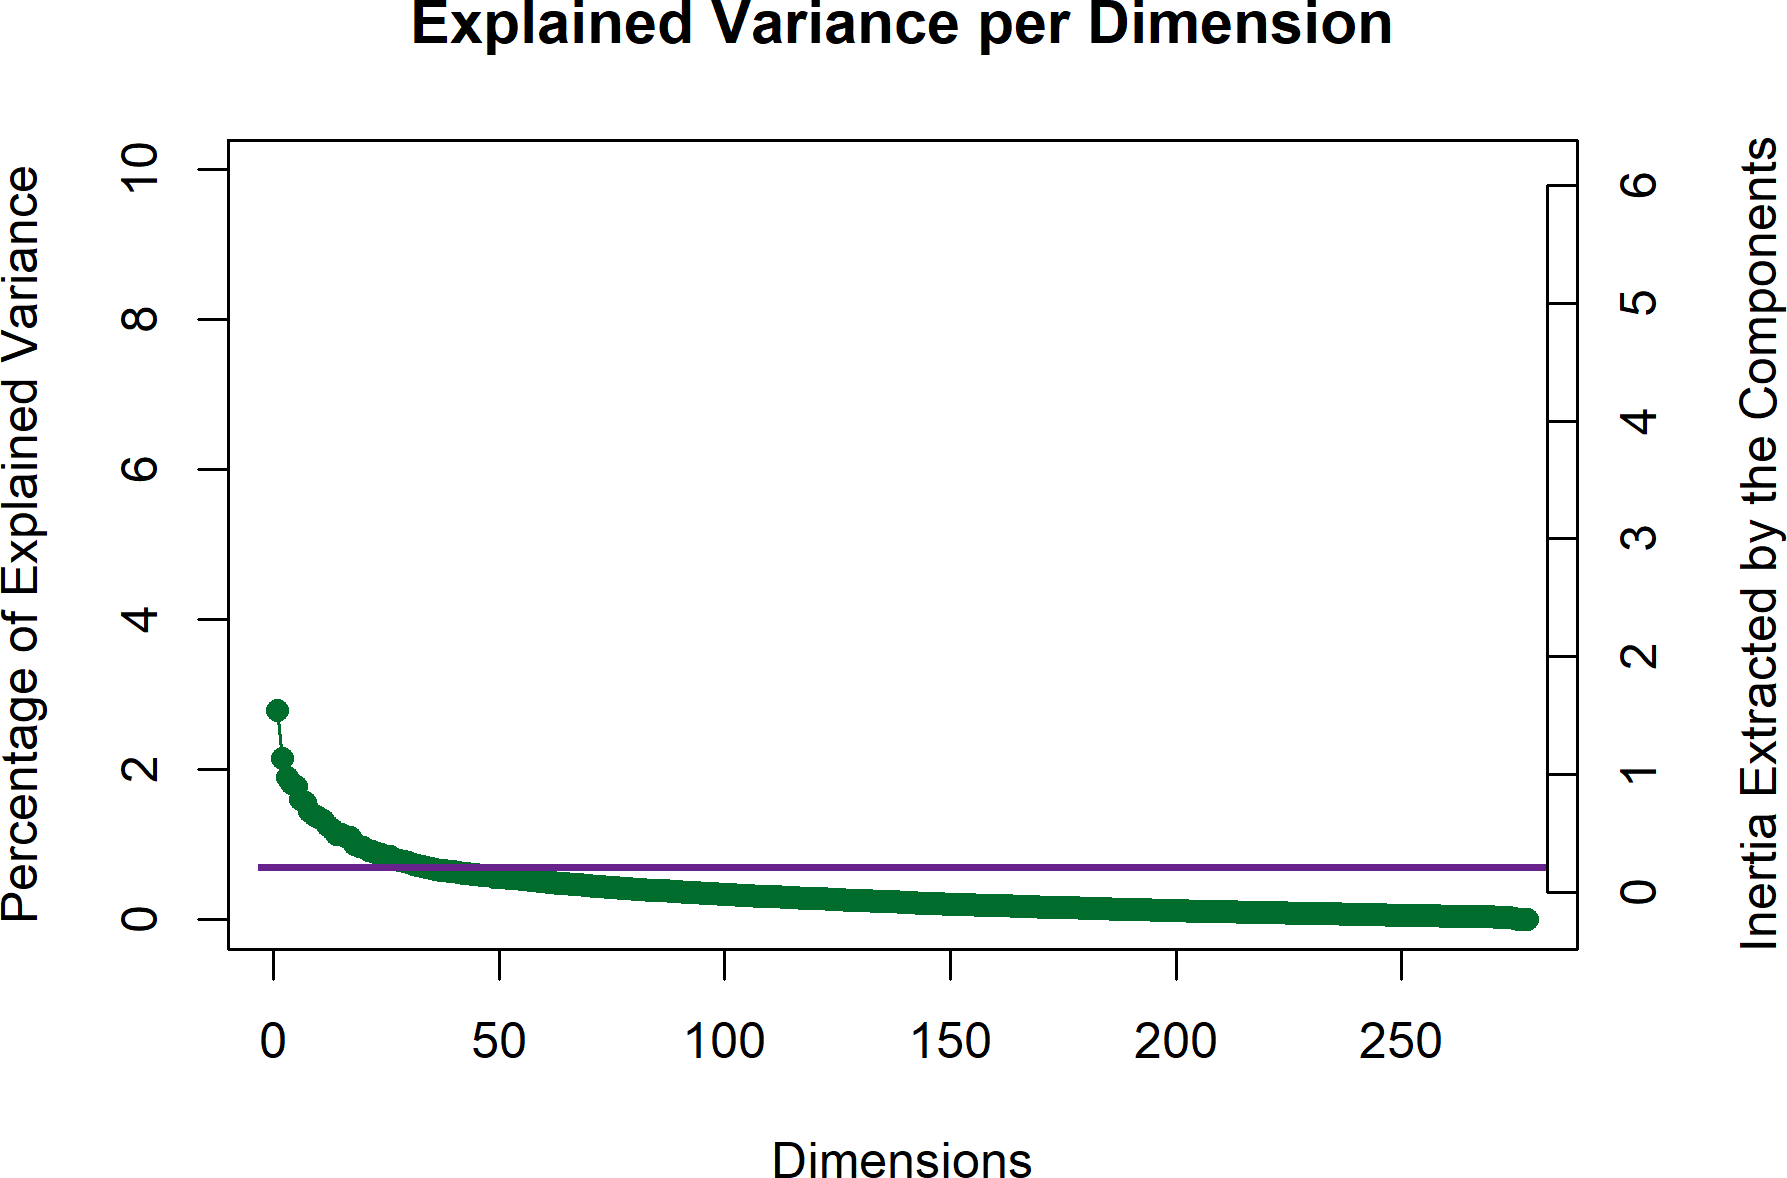 Explained Variance per Dimension
Percentage of Explained Variance
10
8
6
4
2
0
6
5
4
3
2
1
0
Inertia Extracted by the Components
0 50 100 150 200 250
Dimensions